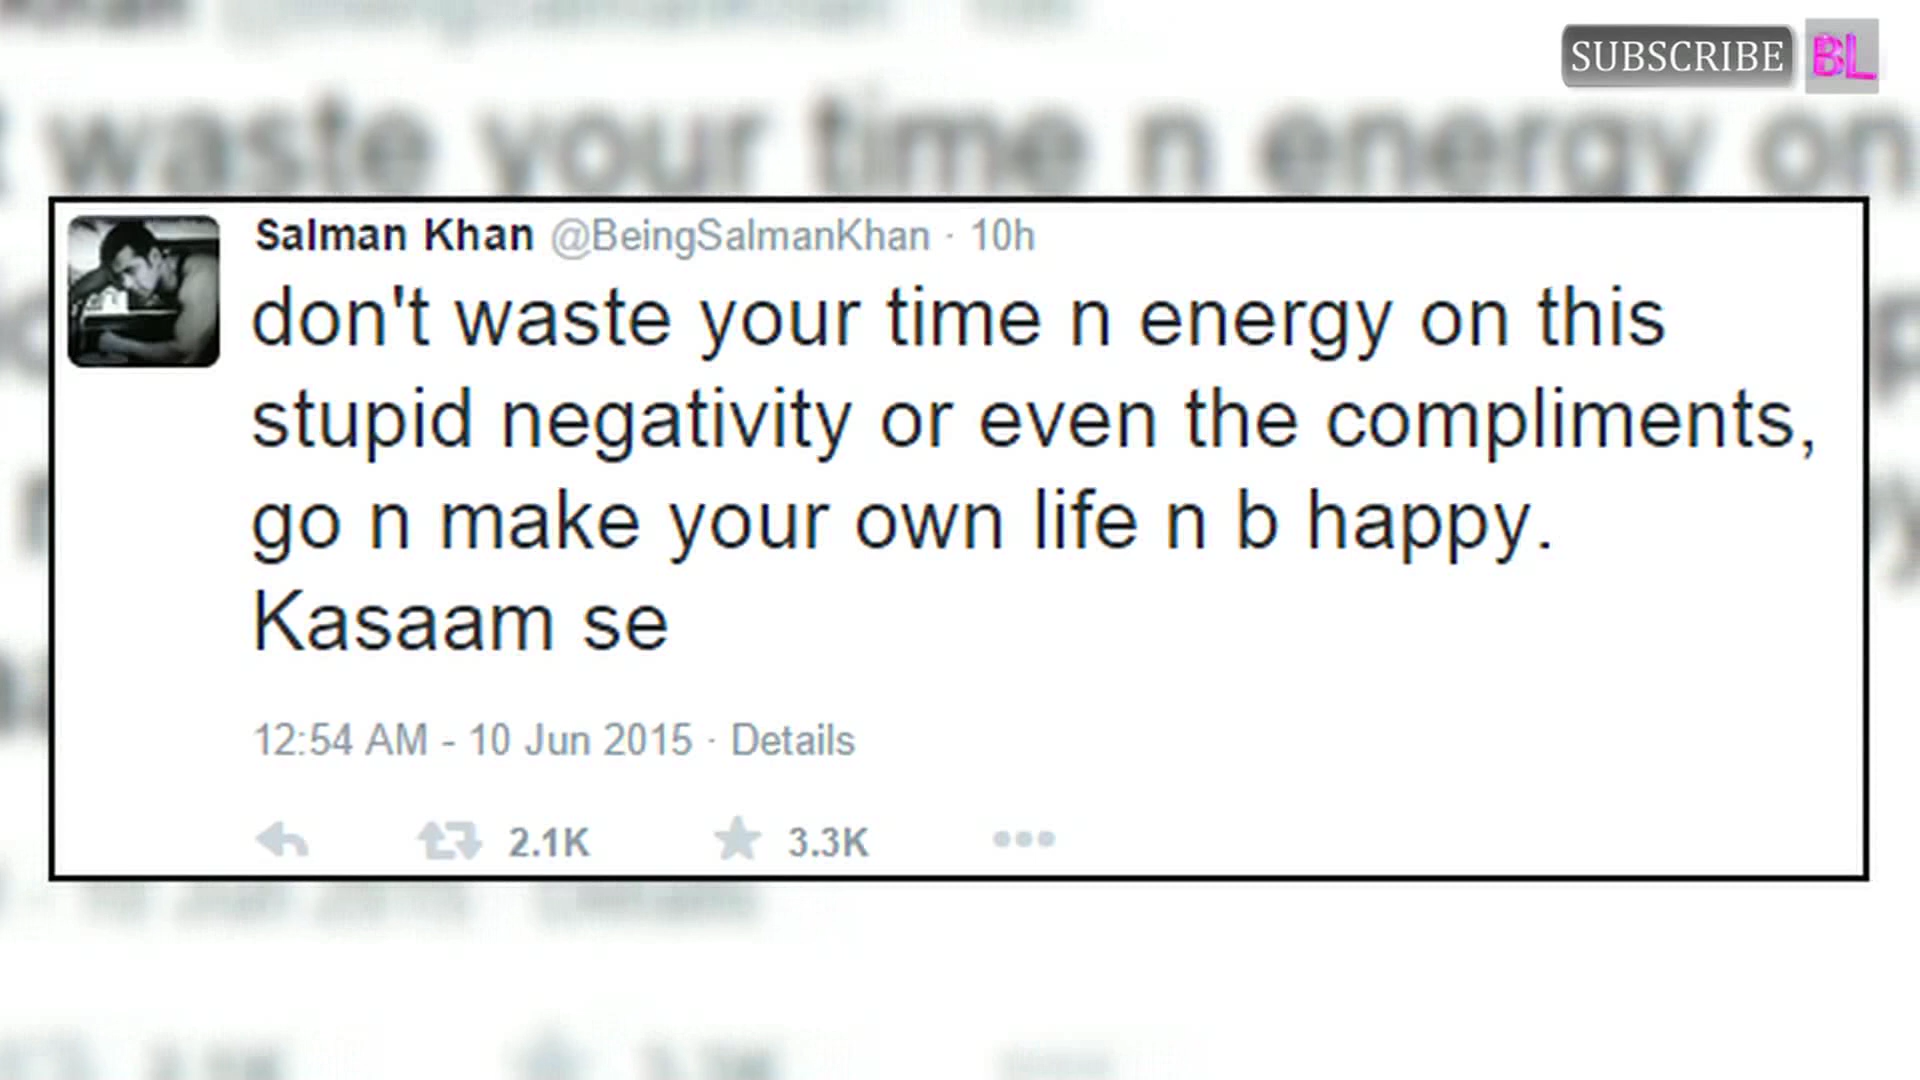 SUBSCRIBE BL
waste your time n energy on
Salman Khan @BeingSalmanKhan · 10h
don't waste your time n energy on this
stupid negativity or even the compliments,
go n make your own life n b happy.
Kasaam se
12:54 AM - 10 Jun 2015 · Details
2.1K 3.3K